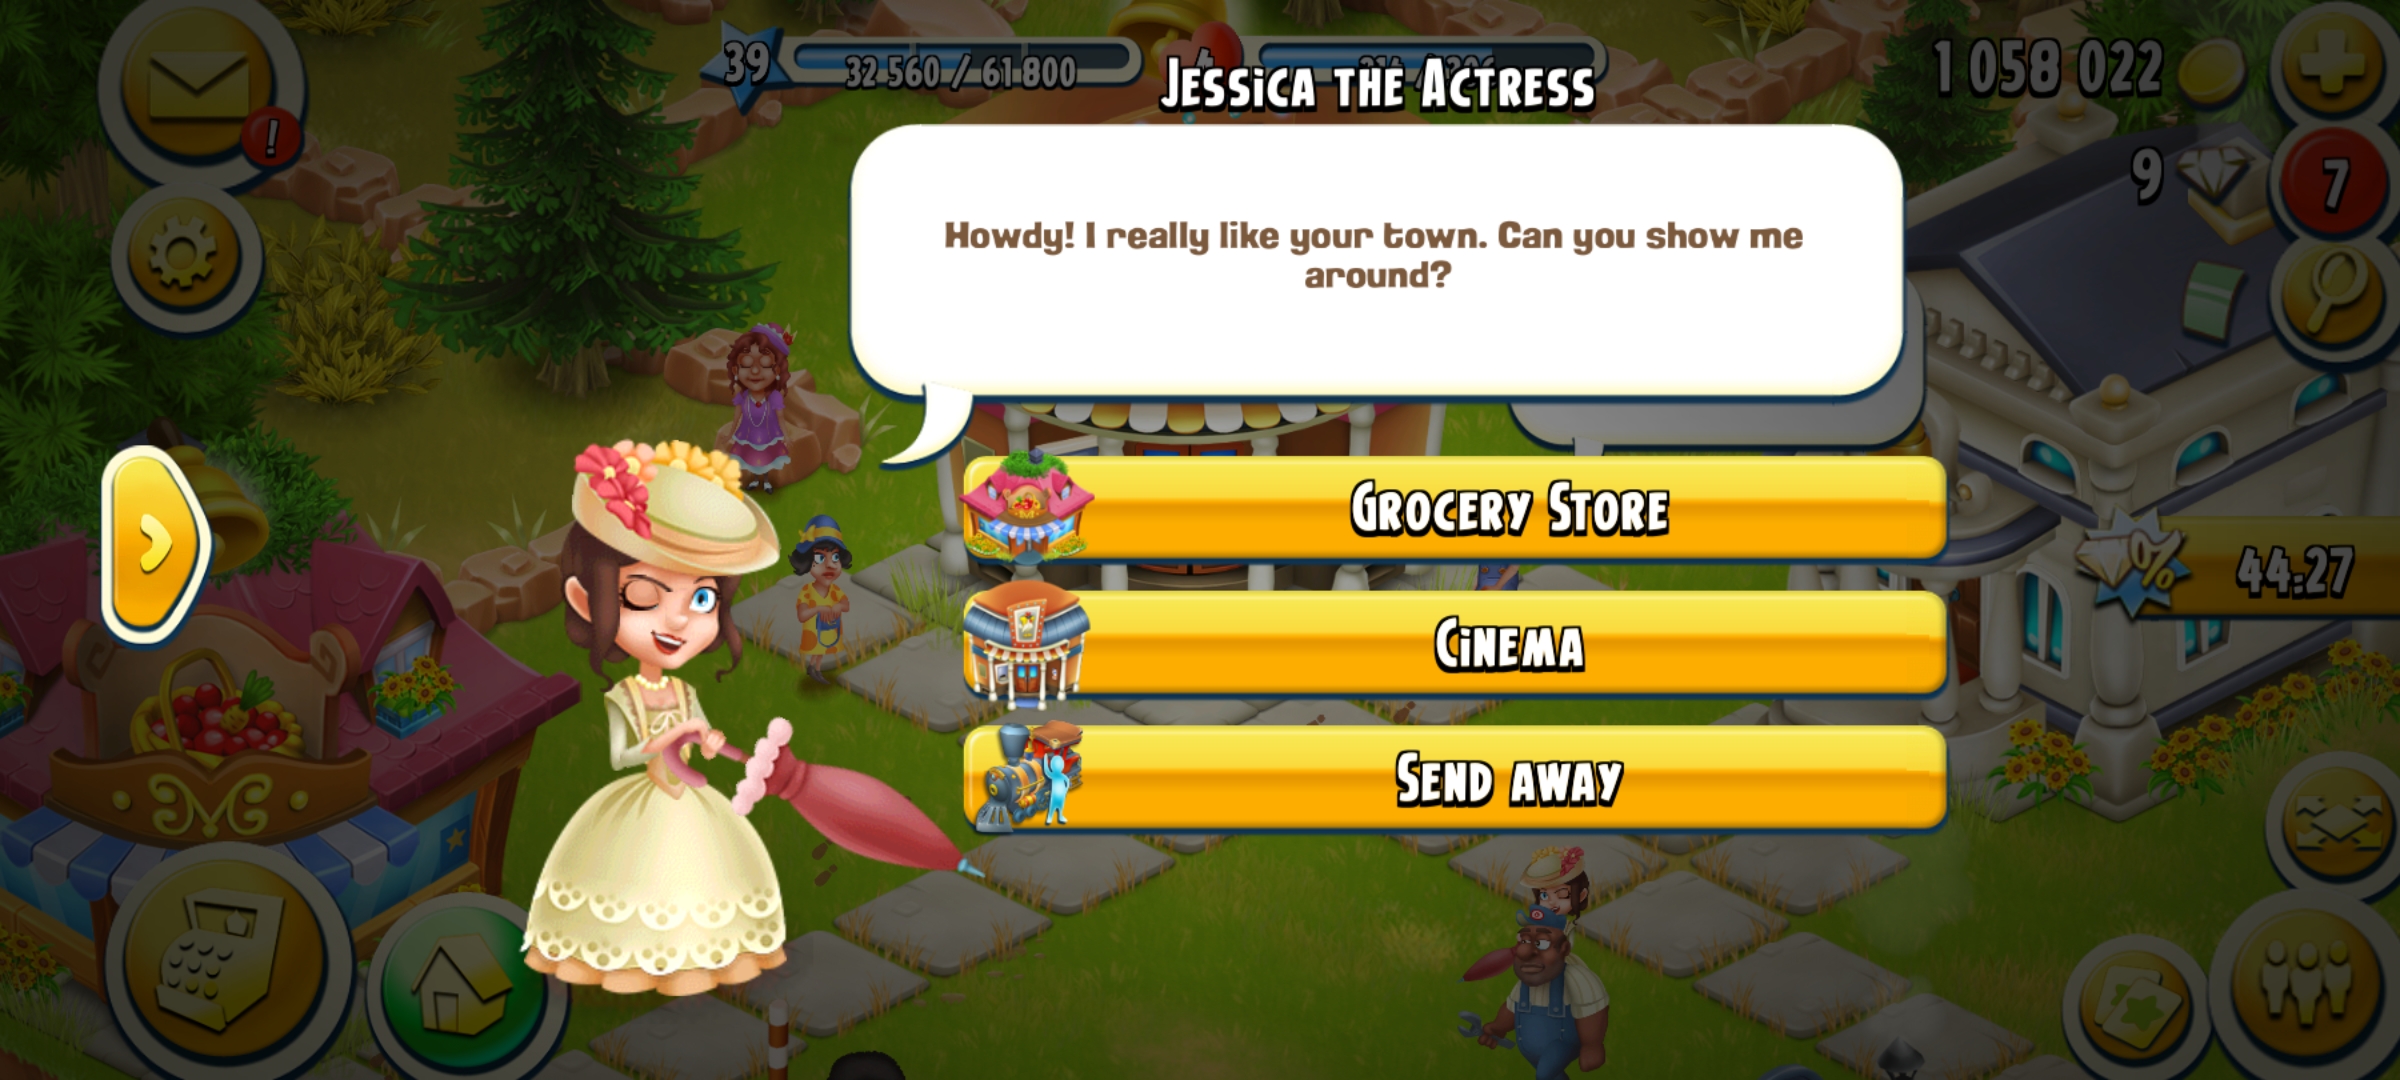 39
32 560 / 61 800
1 058 022
JESSICA THE ACTRESS
9
7
Howdy! I really like your town. Can you show me
around?
GROCERY STORE
%
44:27
CINEMA
SEND AWAY